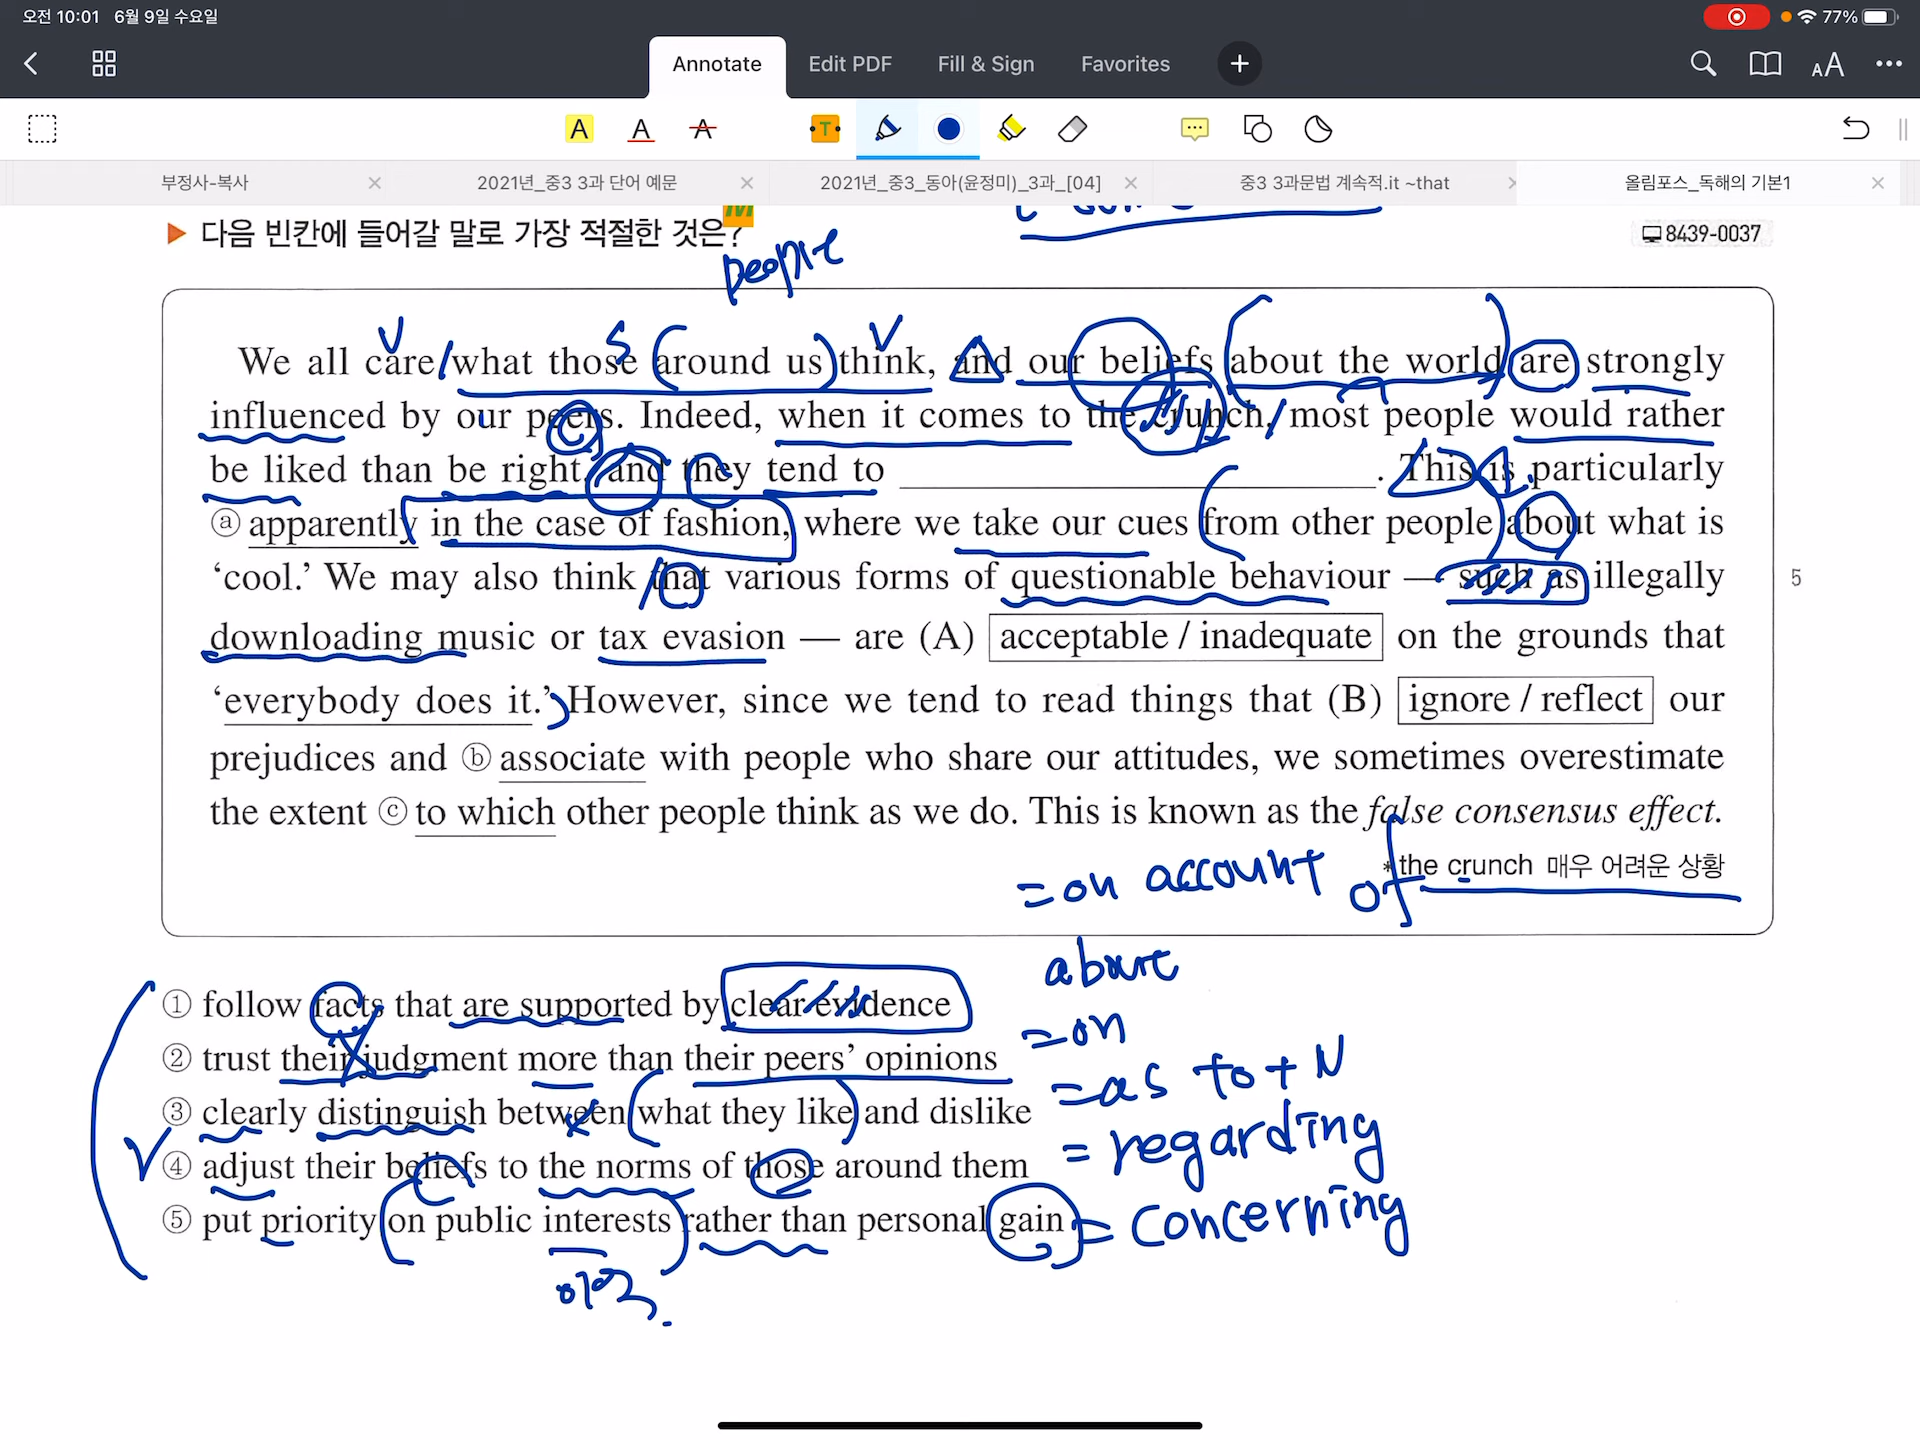 오전 10:01 6월 9일 수요일
77%
Annotate Edit PDF Fill & Sign Favorites
AA
A A A T
부정사-복사 2021년_중3 3과 단어 예문 2021년_중3_동아(윤정미)_3과_[04] 중3 3과문법 계속적.it ~that 올림포스_독해의 기본1
M
다음 빈칸에 들어갈 말로 가장 적절한 것은? 8439-0037
people
V S V
We all care what those around us think, and our beliefs about the world are strongly
influenced by our peers. Indeed, when it comes to the crunch, most people would rather
be liked than be right, and they tend to ____. This is particularly
ⓐ apparently in the case of fashion, where we take our cues from other people about what is
‘cool.’ We may also think that various forms of questionable behaviour — such as illegally
5
downloading music or tax evasion — are (A) acceptable / inadequate on the grounds that
‘everybody does it.’ However, since we tend to read things that (B) ignore / reflect our
prejudices and ⓑ associate with people who share our attitudes, we sometimes overestimate
the extent ⓒ to which other people think as we do. This is known as the false consensus effect.
*the crunch 매우 어려운 상황
= on account of
about
=on
=as to + N
= regarding
= concerning
① follow facts that are supported by clear evidence
② trust their judgment more than their peers’ opinions
③ clearly distinguish between what they like and dislike
④ adjust their beliefs to the norms of those around them
⑤ put priority on public interests rather than personal gain
이익